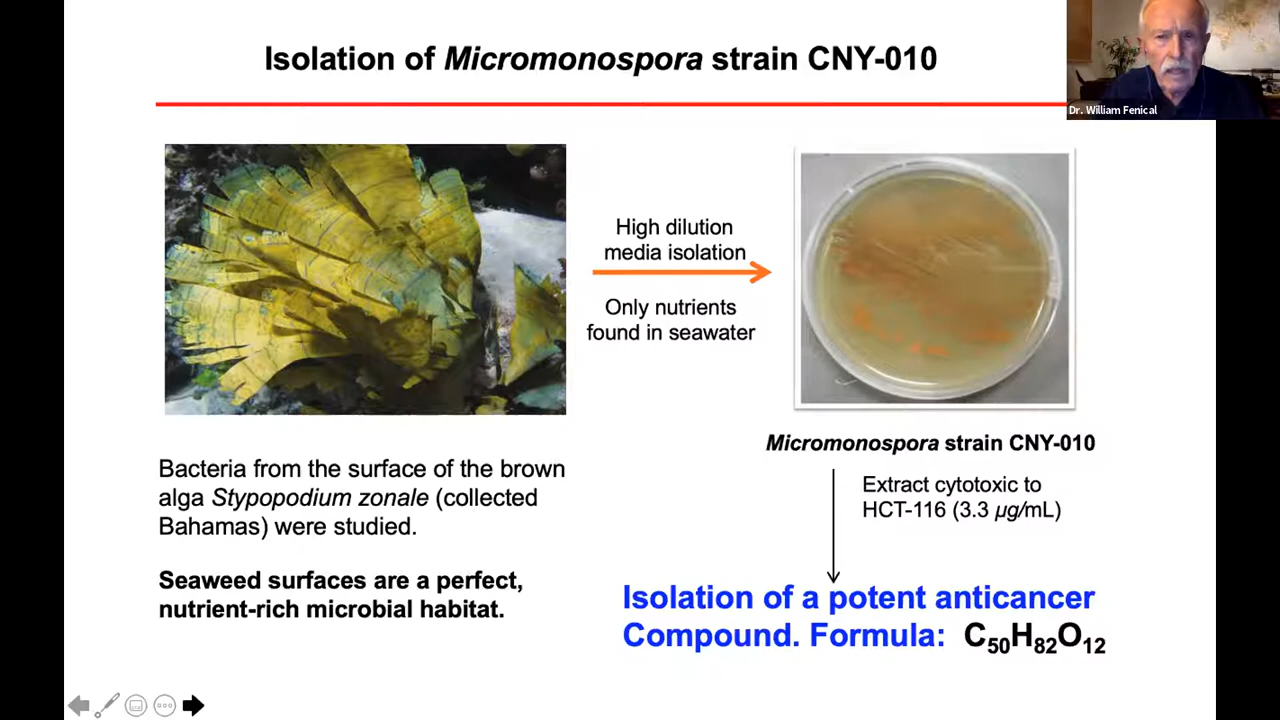 Isolation of Micromonospora strain CNY-010
Dr. William Fenical
High dilution
media isolation
Only nutrients
found in seawater
Micromonospora strain CNY-010
Extract cytotoxic to
HCT-116 (3.3 µg/mL)
Bacteria from the surface of the brown
alga Stypopodium zonale (collected
Bahamas) were studied.
Seaweed surfaces are a perfect,
nutrient-rich microbial habitat.
Isolation of a potent anticancer
Compound. Formula: C₅₀H₈₂O₁₂